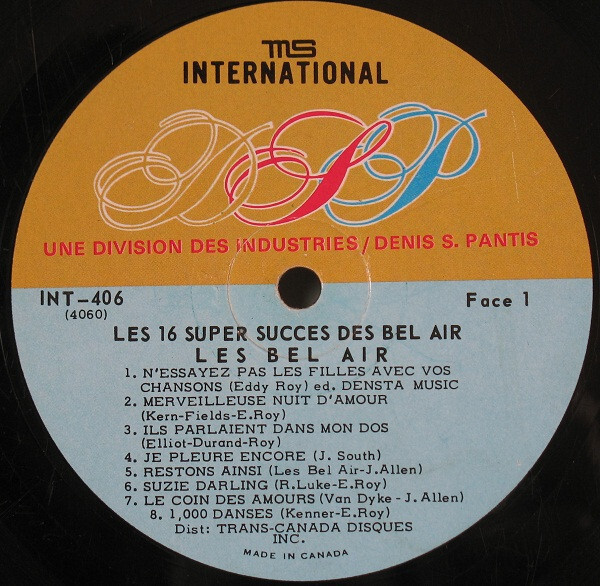 MS
INTERNATIONAL
DSP
UNE DIVISION DES INDUSTRIES / DENIS S. PANTIS
INT-406
(4060)
Face 1
LES 16 SUPER SUCCES DES BEL AIR
LES BEL AIR
1. N'ESSAYEZ PAS LES FILLES AVEC VOS
CHANSONS (Eddy Roy) ed. DENSTA MUSIC
2. MERVEILLEUSE NUIT D'AMOUR
(Kern-Fields-E.Roy)
3. ILS PARLAIENT DANS MON DOS
(Elliot-Durand-Roy)
4. JE PLEURE ENCORE (J. South)
5. RESTONS AINSI (Les Bel Air-J.Allen)
6. SUZIE DARLING (R.Luke-E.Roy)
7. LE COIN DES AMOURS (Van Dyke - J. Allen)
8. 1,000 DANSES (Kenner-E.Roy)
Dist: TRANS-CANADA DISQUES
INC.
MADE IN CANADA